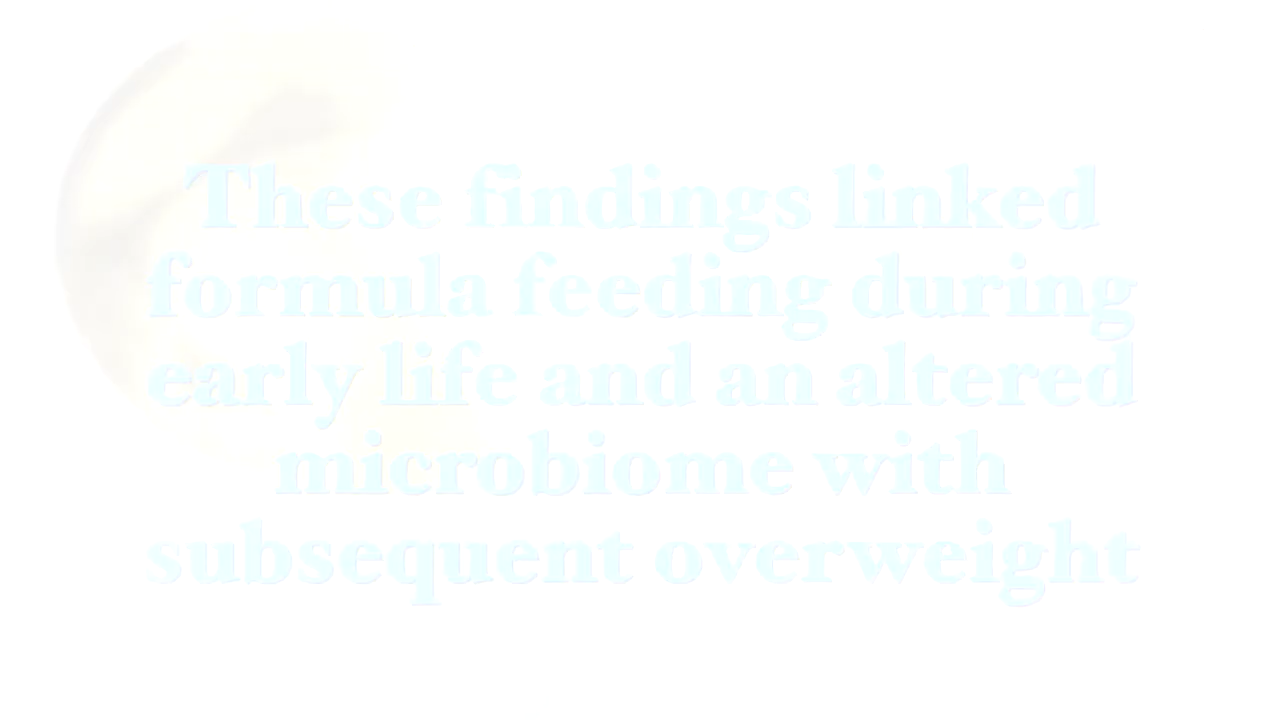 These findings linked
formula feeding during
early life and an altered
microbiome with
subsequent overweight